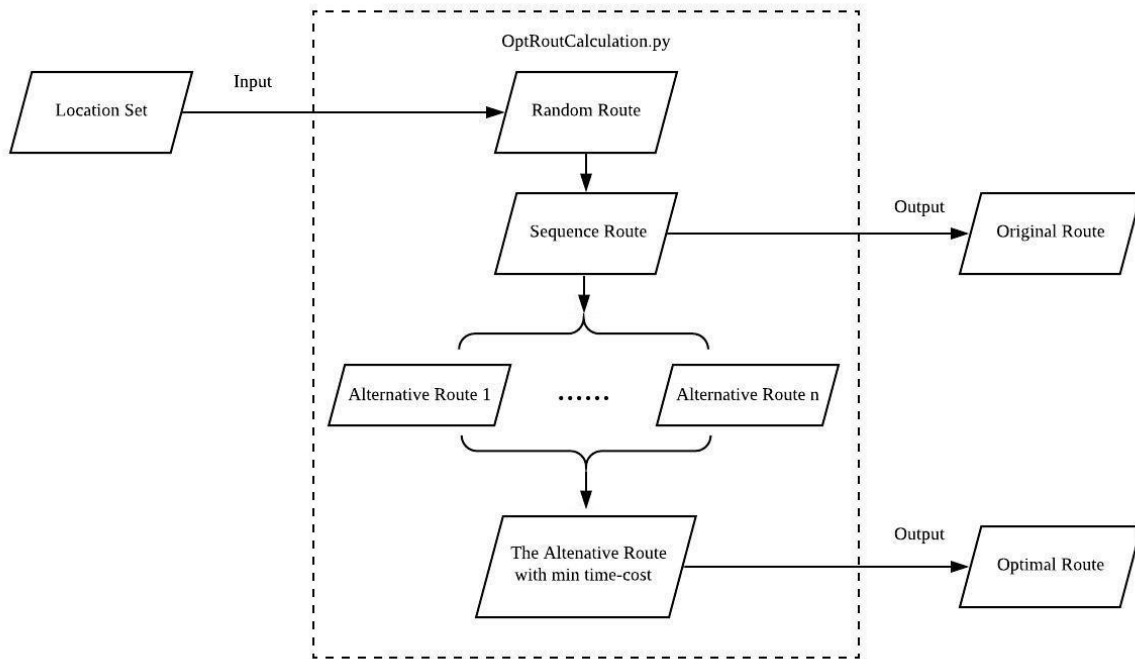 OptRoutCalculation.py
Input
Location Set
Random Route
Output
Sequence Route
Original Route
Alternative Route 1
......
Alternative Route n
Output
The Altenative Route
with min time-cost
Optimal Route